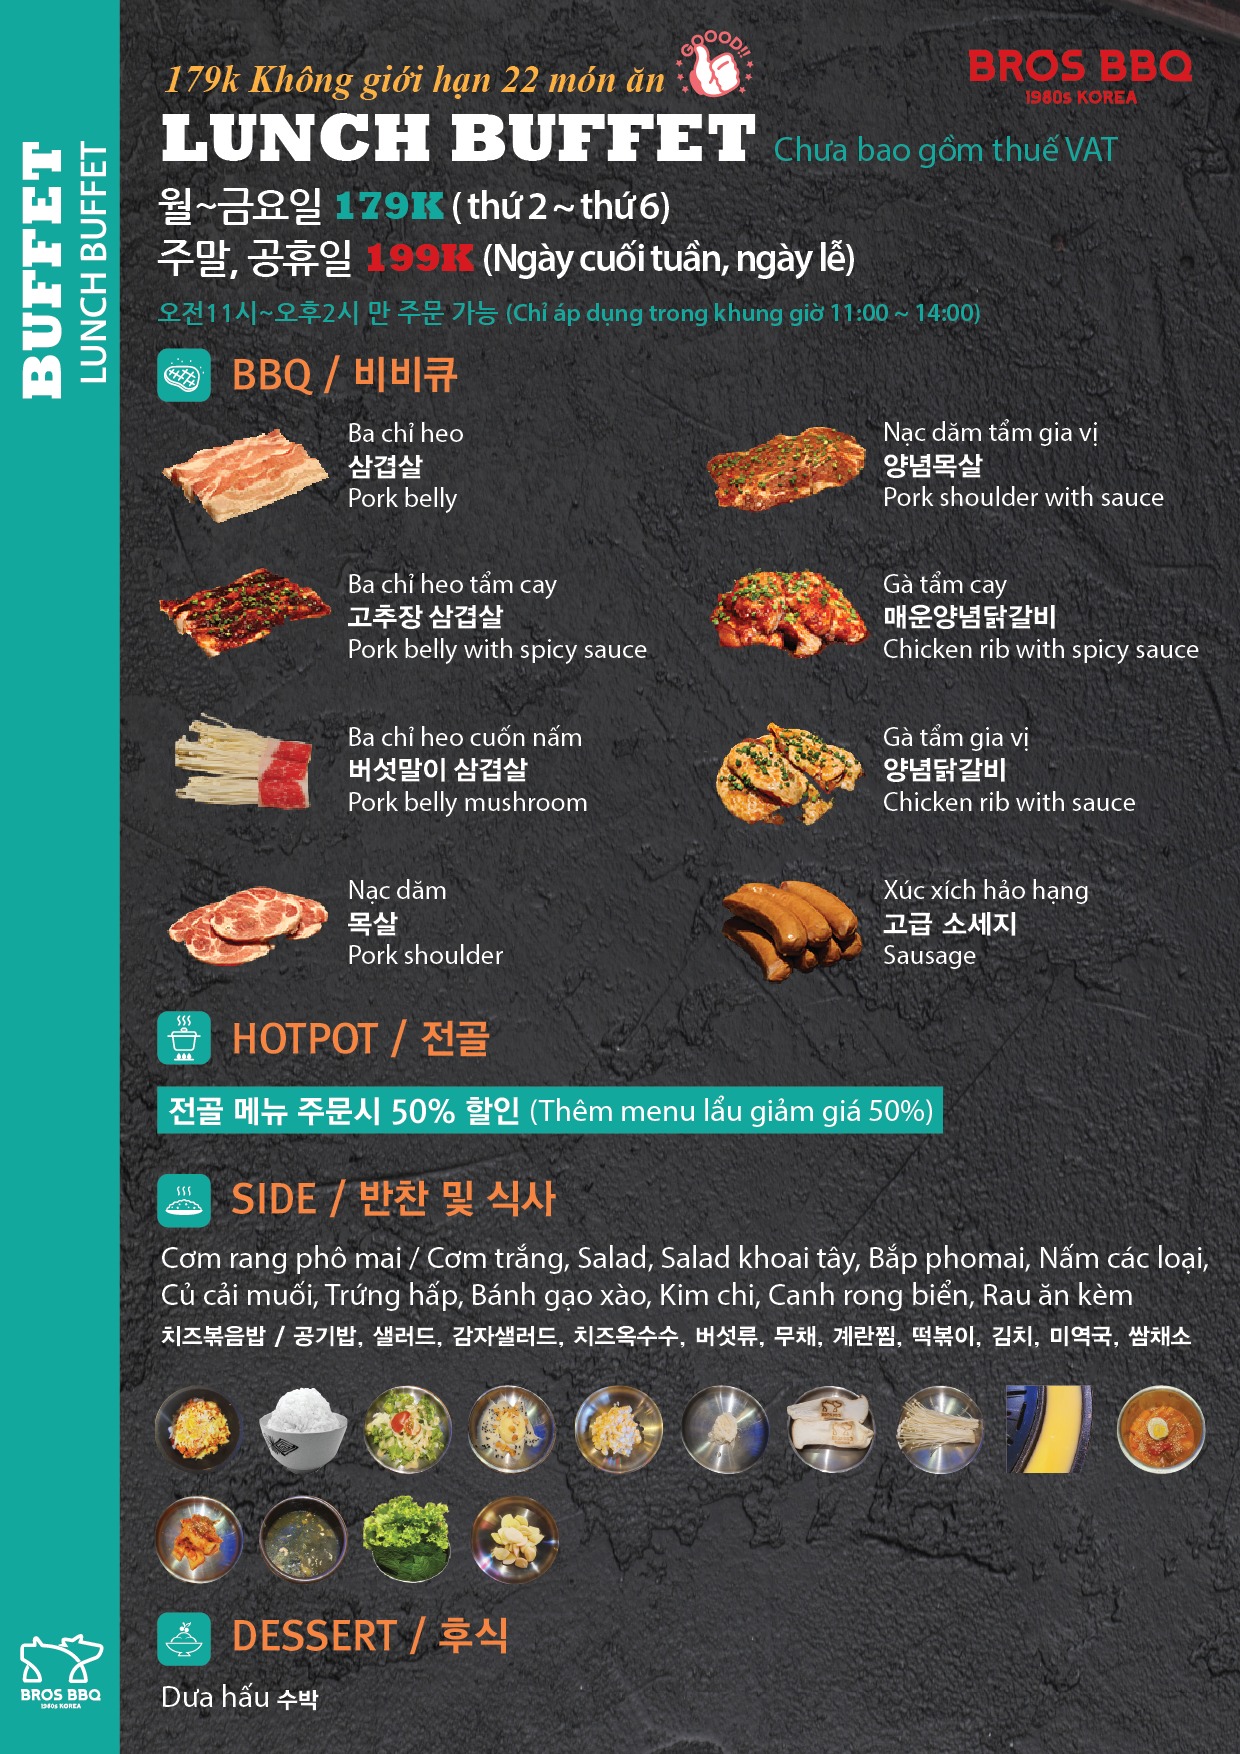 179k Không giới hạn 22 món ăn
GOOOD!!
BROS BBQ
1980s KOREA
LUNCH BUFFET Chưa bao gồm thuế VAT
월~금요일 179K ( thứ 2 ~ thứ 6)
주말, 공휴일 199K (Ngày cuối tuần, ngày lễ)
오전11시~오후2시 만 주문 가능 (Chỉ áp dụng trong khung giờ 11:00 ~ 14:00)
BUFFET
LUNCH BUFFET
BBQ / 비비큐
Ba chỉ heo
삼겹살
Pork belly
Nạc dăm tẩm gia vị
양념목살
Pork shoulder with sauce
Ba chỉ heo tẩm cay
고추장 삼겹살
Pork belly with spicy sauce
Gà tẩm cay
매운양념닭갈비
Chicken rib with spicy sauce
Ba chỉ heo cuốn nấm
버섯말이 삼겹살
Pork belly mushroom
Gà tẩm gia vị
양념닭갈비
Chicken rib with sauce
Nạc dăm
목살
Pork shoulder
Xúc xích hảo hạng
고급 소세지
Sausage
HOTPOT / 전골
전골 메뉴 주문시 50% 할인 (Thêm menu lẩu giảm giá 50%)
SIDE / 반찬 및 식사
Cơm rang phô mai / Cơm trắng, Salad, Salad khoai tây, Bắp phomai, Nấm các loại,
Củ cải muối, Trứng hấp, Bánh gạo xào, Kim chi, Canh rong biển, Rau ăn kèm
치즈볶음밥 / 공기밥, 샐러드, 감자샐러드, 치즈옥수수, 버섯류, 무채, 계란찜, 떡볶이, 김치, 미역국, 쌈채소
DESSERT / 후식
Dưa hấu 수박
BROS BBQ
1980s KOREA